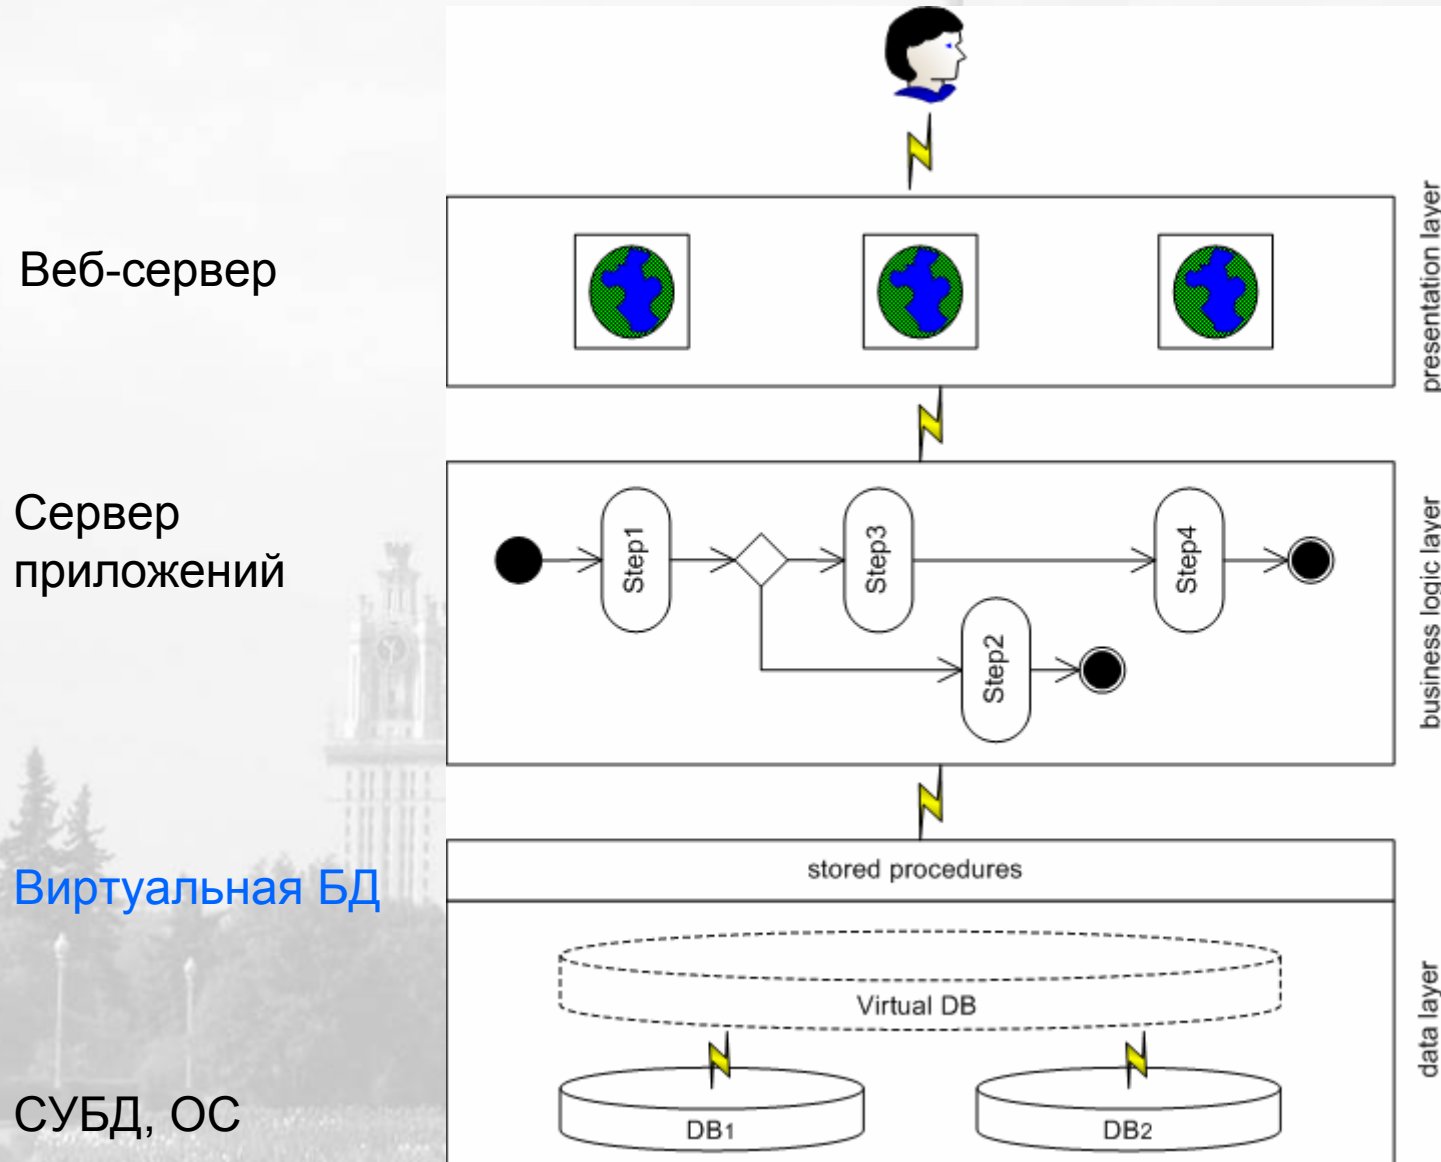 presentation layer
Веб-сервер
Сервер
приложений
Step1
Step3
Step4
Step2
business logic layer
stored procedures
Виртуальная БД
Virtual DB
data layer
СУБД, ОС
DB1
DB2